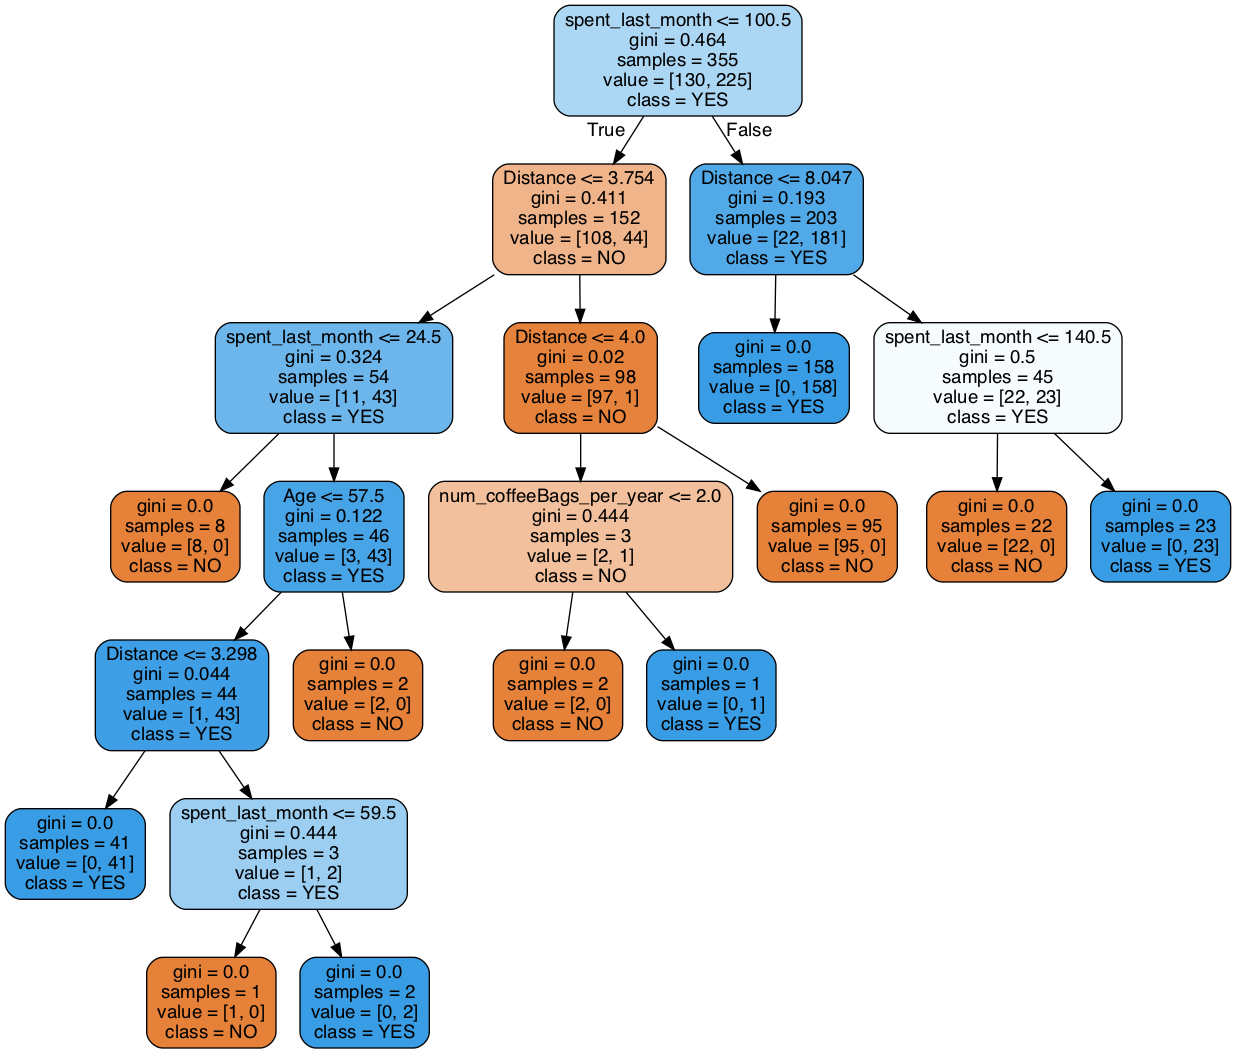 spent_last_month <= 100.5
gini = 0.464
samples = 355
value = [130, 225]
class = YES
True
False
Distance <= 3.754
gini = 0.411
samples = 152
value = [108, 44]
class = NO
Distance <= 8.047
gini = 0.193
samples = 203
value = [22, 181]
class = YES
spent_last_month <= 24.5
gini = 0.324
samples = 54
value = [11, 43]
class = YES
Distance <= 4.0
gini = 0.02
samples = 98
value = [97, 1]
class = NO
gini = 0.0
samples = 158
value = [0, 158]
class = YES
spent_last_month <= 140.5
gini = 0.5
samples = 45
value = [22, 23]
class = YES
gini = 0.0
samples = 8
value = [8, 0]
class = NO
Age <= 57.5
gini = 0.122
samples = 46
value = [3, 43]
class = YES
num_coffeeBags_per_year <= 2.0
gini = 0.444
samples = 3
value = [2, 1]
class = NO
gini = 0.0
samples = 95
value = [95, 0]
class = NO
gini = 0.0
samples = 22
value = [22, 0]
class = NO
gini = 0.0
samples = 23
value = [0, 23]
class = YES
Distance <= 3.298
gini = 0.044
samples = 44
value = [1, 43]
class = YES
gini = 0.0
samples = 2
value = [2, 0]
class = NO
gini = 0.0
samples = 2
value = [2, 0]
class = NO
gini = 0.0
samples = 1
value = [0, 1]
class = YES
gini = 0.0
samples = 41
value = [0, 41]
class = YES
spent_last_month <= 59.5
gini = 0.444
samples = 3
value = [1, 2]
class = YES
gini = 0.0
samples = 1
value = [1, 0]
class = NO
gini = 0.0
samples = 2
value = [0, 2]
class = YES